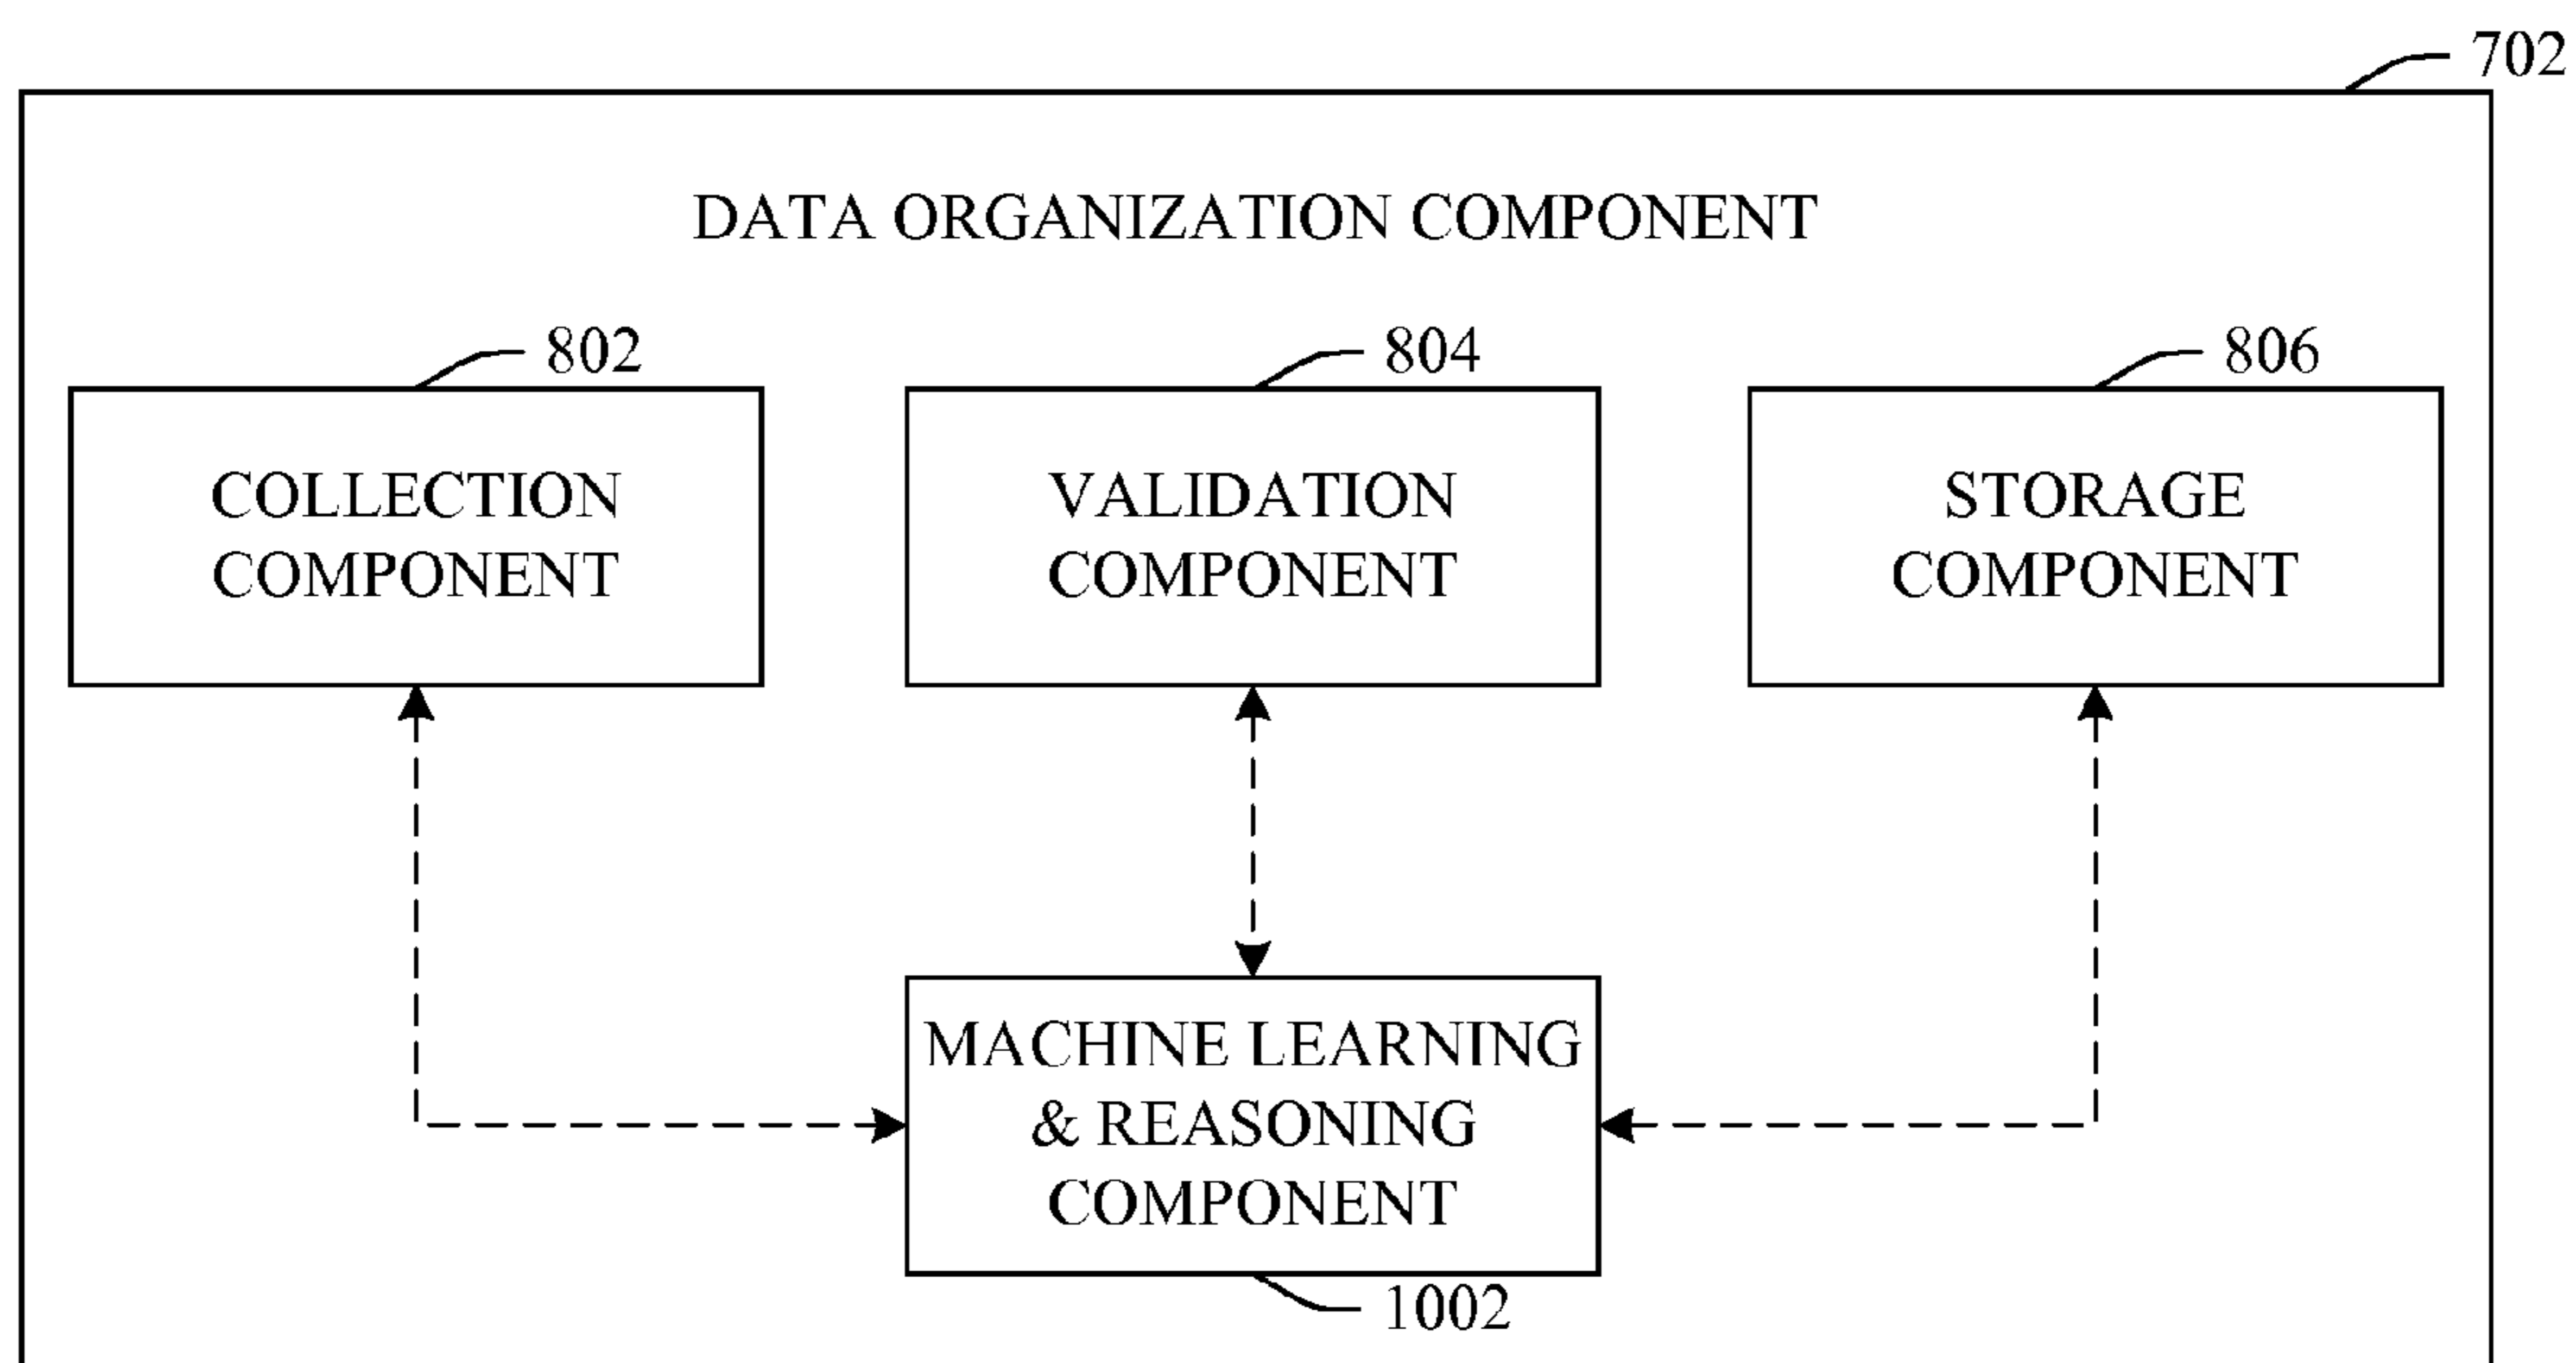 702
DATA ORGANIZATION COMPONENT
802
804
806
COLLECTION
COMPONENT
VALIDATION
COMPONENT
STORAGE
COMPONENT
MACHINE LEARNING
& REASONING
COMPONENT
1002